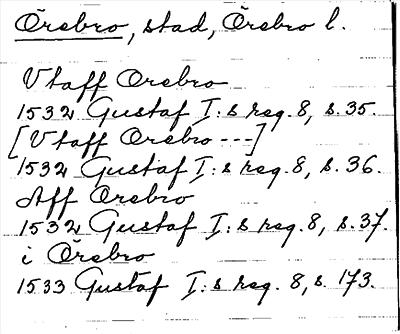 Örebro, stad, Örebro l.
Vtaff Orebro
1532 Gustaf I:s reg. 8, s. 35.
[Vtaff Orebro ---]
1532 Gustaf I:s reg. 8, s. 36.
Aff Orebro
1532 Gustaf I:s reg. 8, s. 37.
i Örebro
1533 Gustaf I:s reg. 8, s. 173.